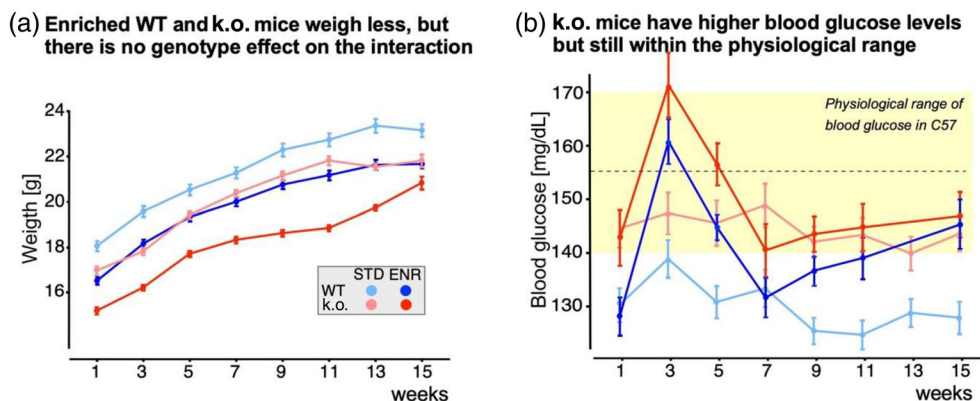 (a) Enriched WT and k.o. mice weigh less, but
there is no genotype effect on the interaction
24
22
20
18
16
Weigth [g]
STD ENR
WT
k.o.
1 3 5 7 9 11 13 15
weeks
(b) k.o. mice have higher blood glucose levels
but still within the physiological range
170
160
150
140
130
Blood glucose [mg/dL]
Physiological range of
blood glucose in C57
1 3 5 7 9 11 13 15
weeks